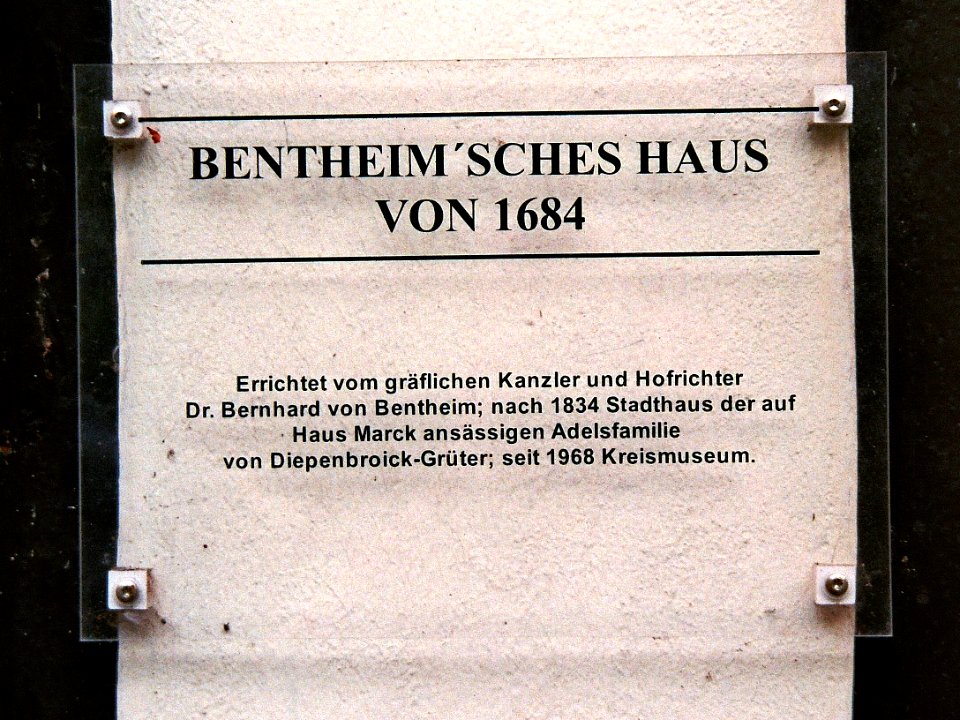 BENTHEIM´SCHES HAUS
VON 1684
Errichtet vom gräflichen Kanzler und Hofrichter
Dr. Bernhard von Bentheim; nach 1834 Stadthaus der auf
Haus Marck ansässigen Adelsfamilie
von Diepenbroick-Grüter; seit 1968 Kreismuseum.